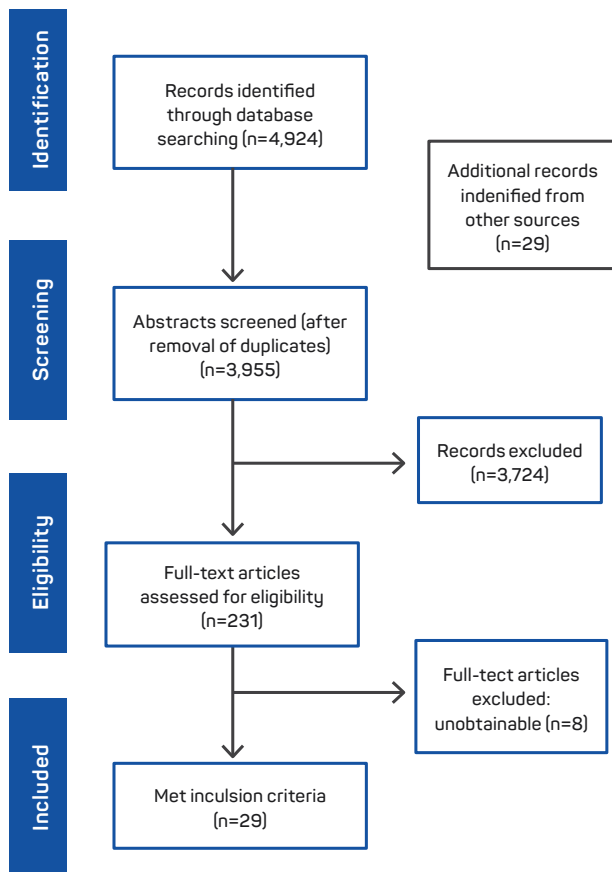 Identification
Records identified
through database
searching (n=4,924)
Additional records
indenified from
other sources
(n=29)
Screening
Abstracts screened (after
removal of duplicates)
(n=3,955)
Records excluded
(n=3,724)
Eligibility
Full-text articles
assessed for eligibility
(n=231)
Full-tect articles
excluded:
unobtainable (n=8)
Included
Met inculsion criteria
(n=29)